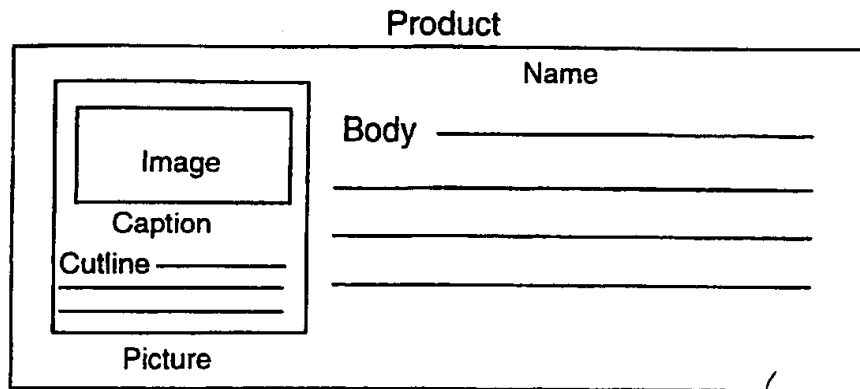 Product
Name
Body
Image
Caption
Cutline
Picture